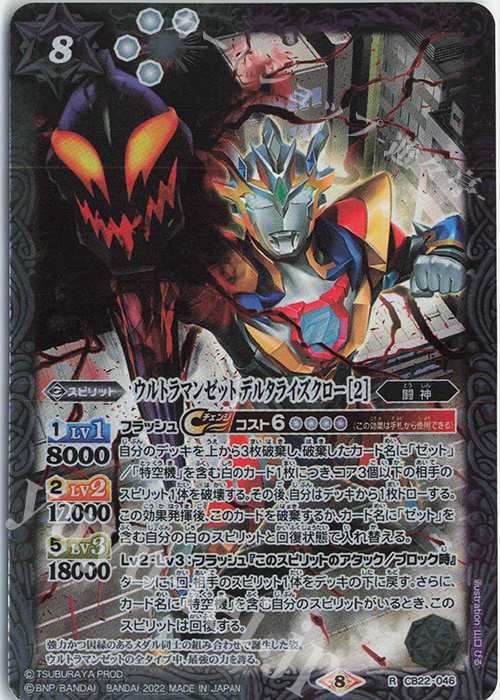 8
ウルトラマンゼット デルタライズクロー[2]
スピリット
闘神
とうしん
1 LV1
8000
2 LV2
12000
5 LV3
18000
フラッシュ チェンジ コスト6
(この効果は手札から使用できる)
自分のデッキを上から3枚破棄し、破棄したカード名に「ゼット」
/「特空機」を含む白のカード1枚につき、コア3個以下の相手の
スピリット1体を破壊する。その後、自分はデッキから1枚ドローする。
この効果発揮後、このカードを破棄するか、カード名に「ゼット」を
含む自分の白のスピリットと回復状態で入れ替える。
Lv2・Lv3:フラッシュ『このスピリットのアタック/ブロック時』
ターンに1回、相手のスピリット1体をデッキの下に戻す。さらに、
カード名に「特空機」を含む自分のスピリットがいるとき、この
スピリットは回復する。
強力かつ因縁のあるメダル同士の組み合わせで誕生した姿。
ウルトラマンゼットの全タイプ中、最強の力を誇る。
illustration:山口ひろ
© TSUBURAYA PROD.
© BNP/BANDAI BANDAI 2022 MADE IN JAPAN
8
R CB22-046